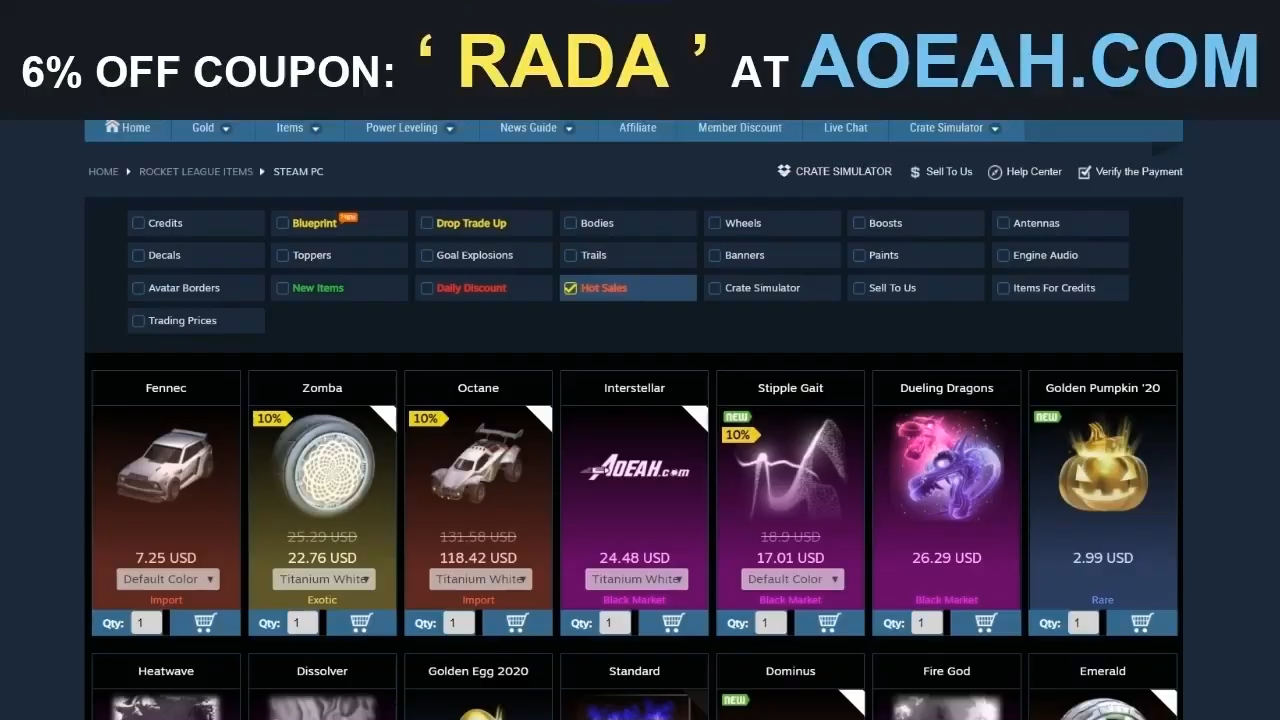 6% OFF COUPON: ‘ RADA ’ AT AOEAH.COM
Home Gold Items Power Leveling News Guide Affiliate Member Discount Live Chat Crate Simulator
HOME ROCKET LEAGUE ITEMS STEAM PC CRATE SIMULATOR $ Sell To Us Help Center Verify the Payment
Credits Blueprint New Drop Trade Up Bodies Wheels Boosts Antennas
Decals Toppers Goal Explosions Trails Banners Paints Engine Audio
Avatar Borders New Items Daily Discount Hot Sales Crate Simulator Sell To Us Items For Credits
Trading Prices
Fennec Zomba Octane Interstellar Stipple Gait Dueling Dragons Golden Pumpkin '20
10% 10% NEW NEW
10%
AOEAH.com
25.29 USD 131.58 USD 18.9 USD
7.25 USD 22.76 USD 118.42 USD 24.48 USD 17.01 USD 26.29 USD 2.99 USD
Default Color Titanium White Titanium White Titanium White Default Color
Import Exotic Import Black Market Black Market Black Market Rare
Qty: 1 Qty: 1 Qty: 1 Qty: 1 Qty: 1 Qty: 1 Qty: 1
Heatwave Dissolver Golden Egg 2020 Standard Dominus Fire God Emerald
NEW